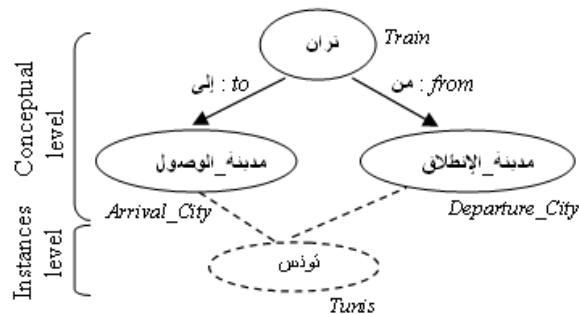 تران
Train
إلى : to
من : from
Conceptual
level
مدينة_الوصول
مدينة_الإنطلاق
Arrival_City
Departure_City
Instances
level
تونس
Tunis